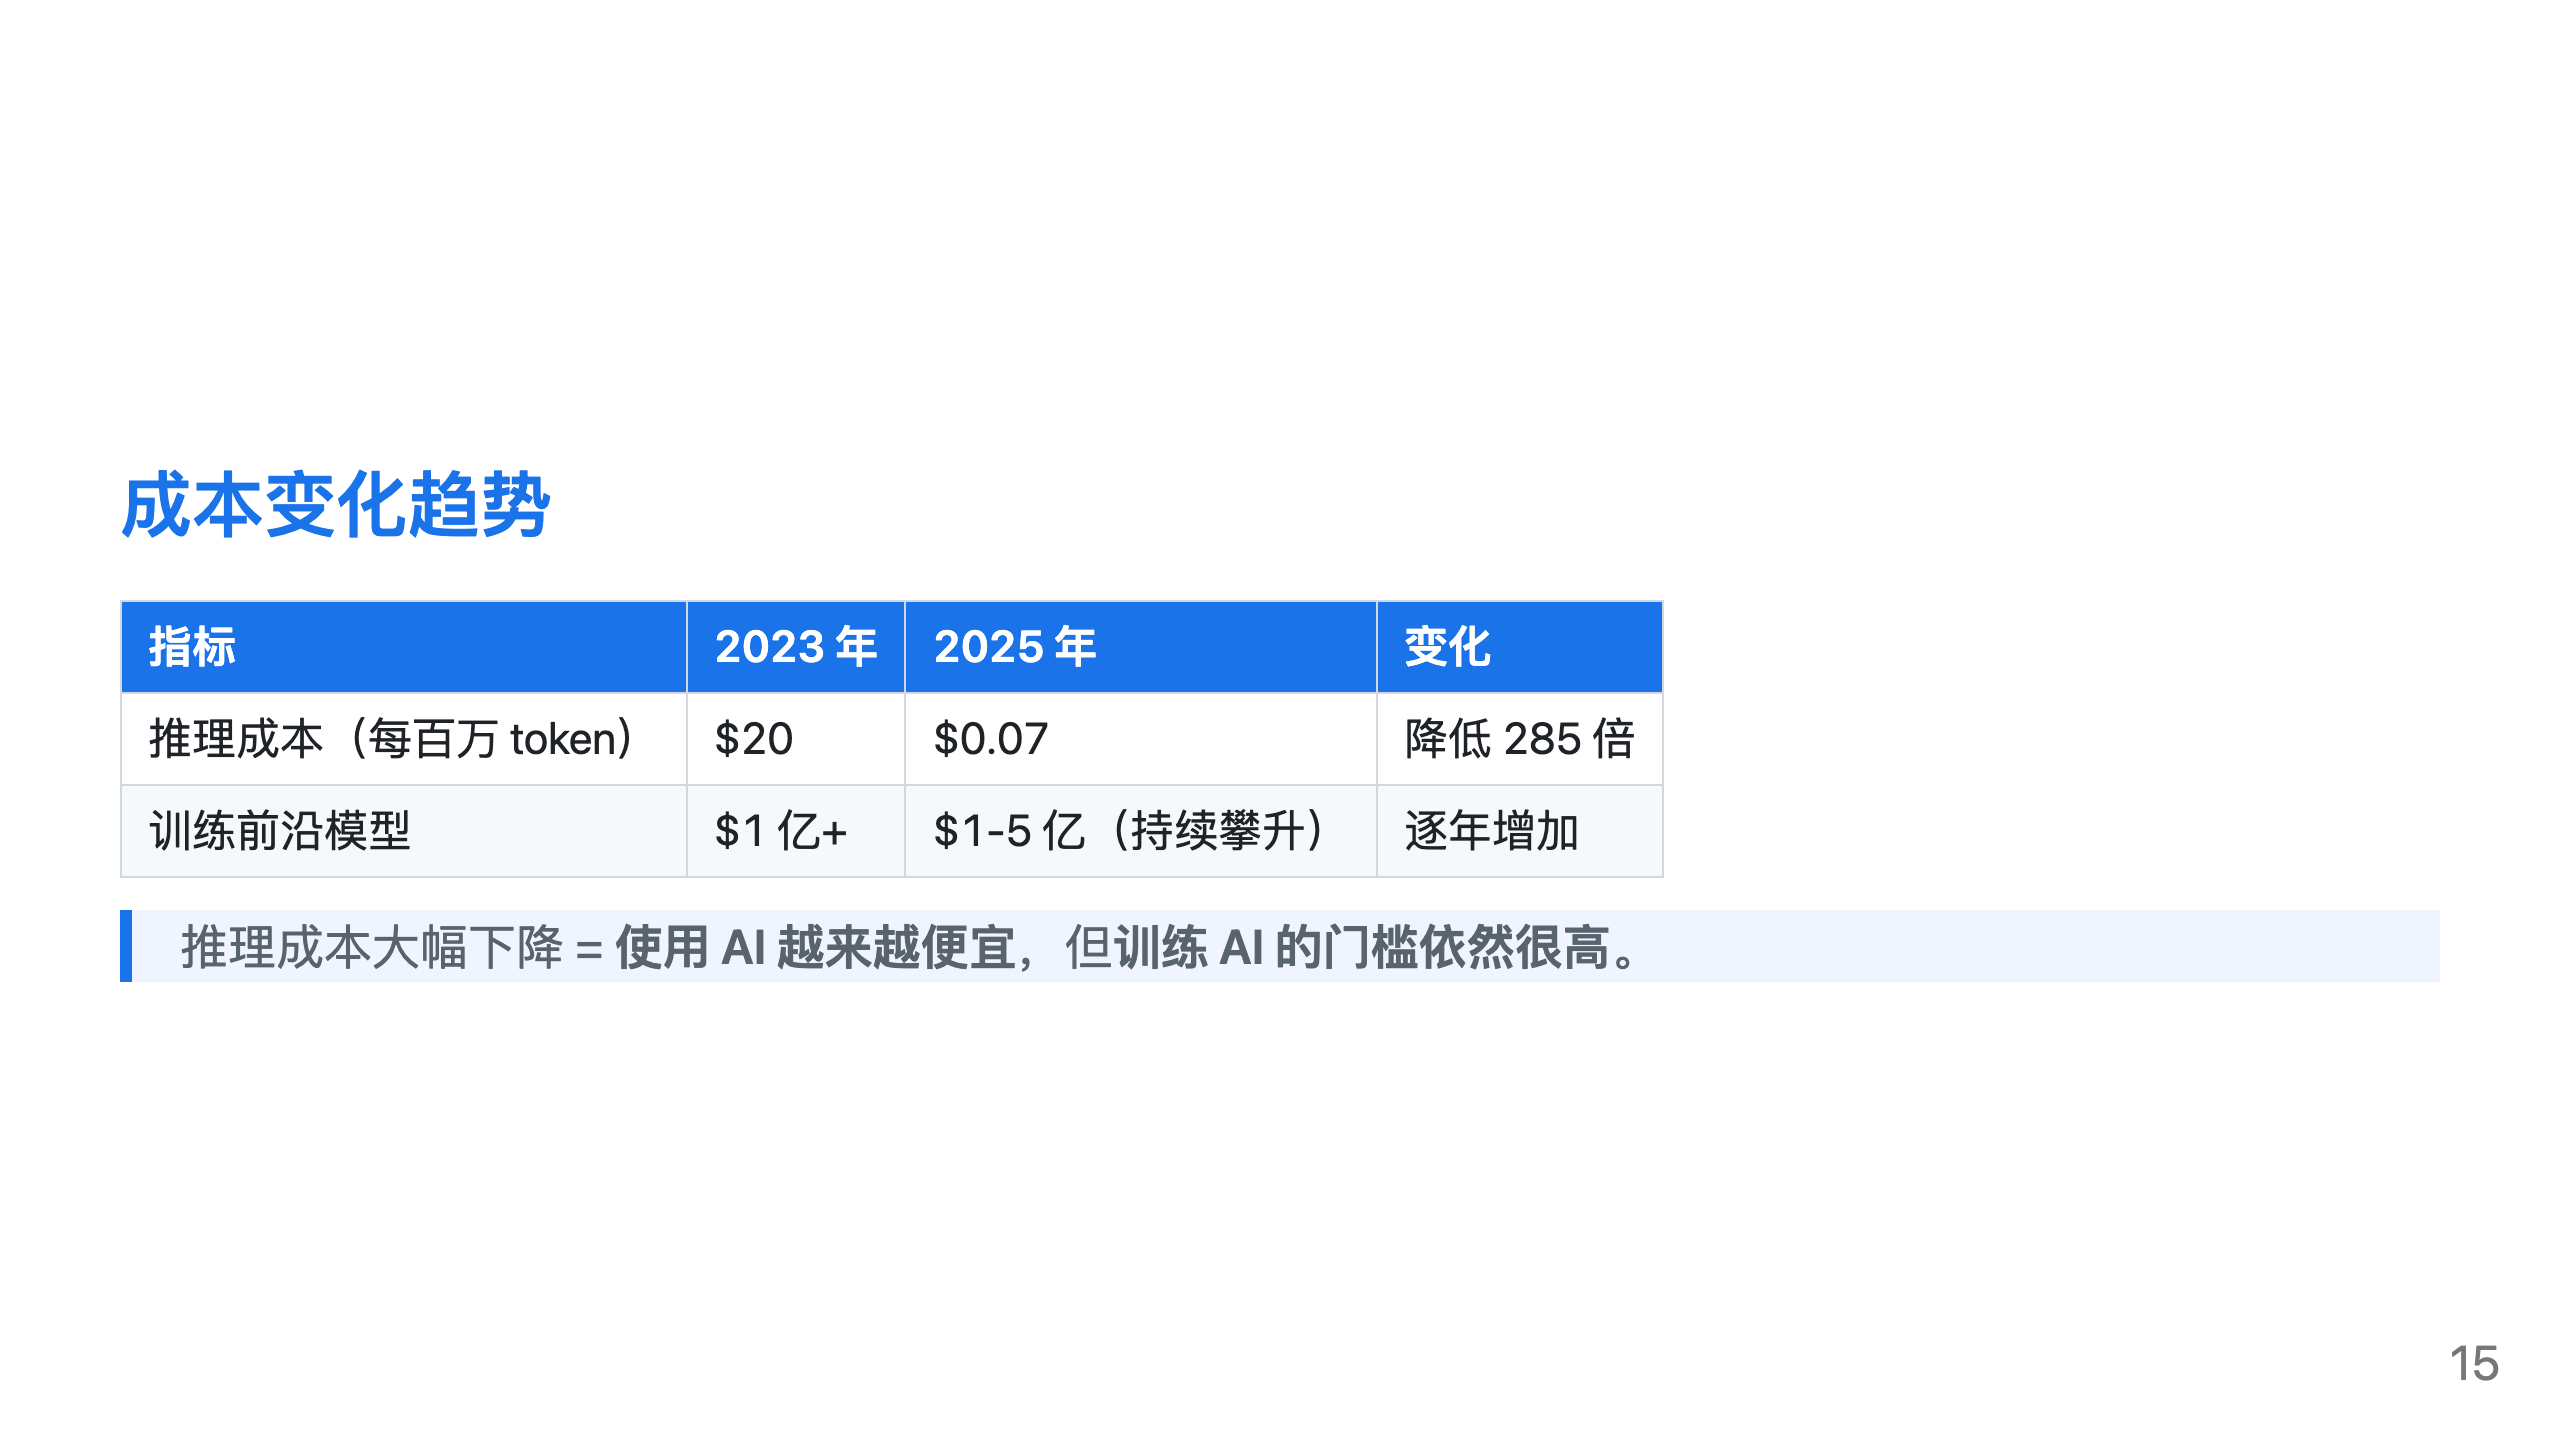 成本变化趋势
指标 2023 年 2025 年 变化
推理成本（每百万 token） $20 $0.07 降低 285 倍
训练前沿模型 $1 亿+ $1-5 亿（持续攀升） 逐年增加
推理成本大幅下降 = 使用 AI 越来越便宜，但训练 AI 的门槛依然很高。
15